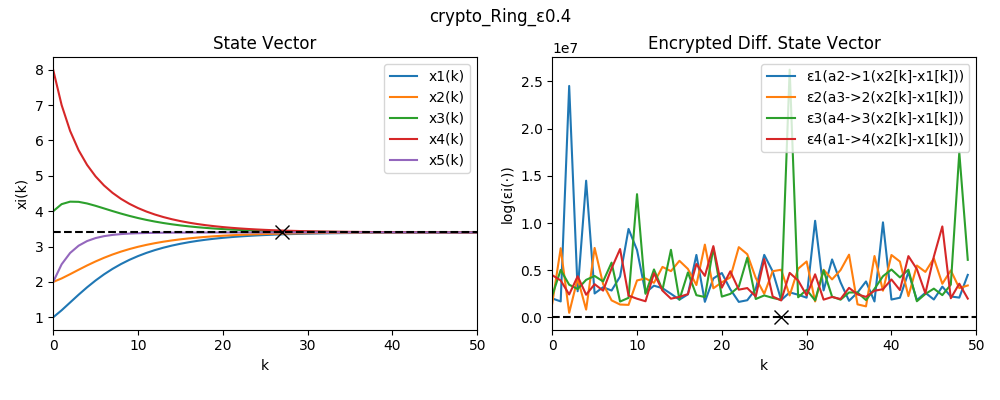 crypto_Ring_ε0.4
State Vector
xi(k)
8
7
6
5
4
3
2
1
0
10
20
30
40
50
k
x1(k)
x2(k)
x3(k)
x4(k)
x5(k)
Encrypted Diff. State Vector
1e7
log(εi(·))
2.5
2.0
1.5
1.0
0.5
0.0
0
10
20
30
40
50
k
ε1(a2->1(x2[k]-x1[k]))
ε2(a3->2(x2[k]-x1[k]))
ε3(a4->3(x2[k]-x1[k]))
ε4(a1->4(x2[k]-x1[k]))